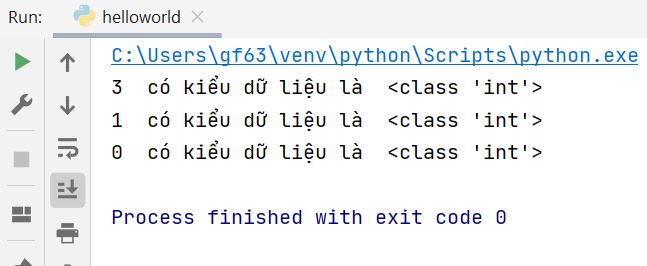 Run: helloworld
C:\Users\gf63\venv\python\Scripts\python.exe
3  có kiểu dữ liệu là  <class 'int'>
1  có kiểu dữ liệu là  <class 'int'>
0  có kiểu dữ liệu là  <class 'int'>
Process finished with exit code 0